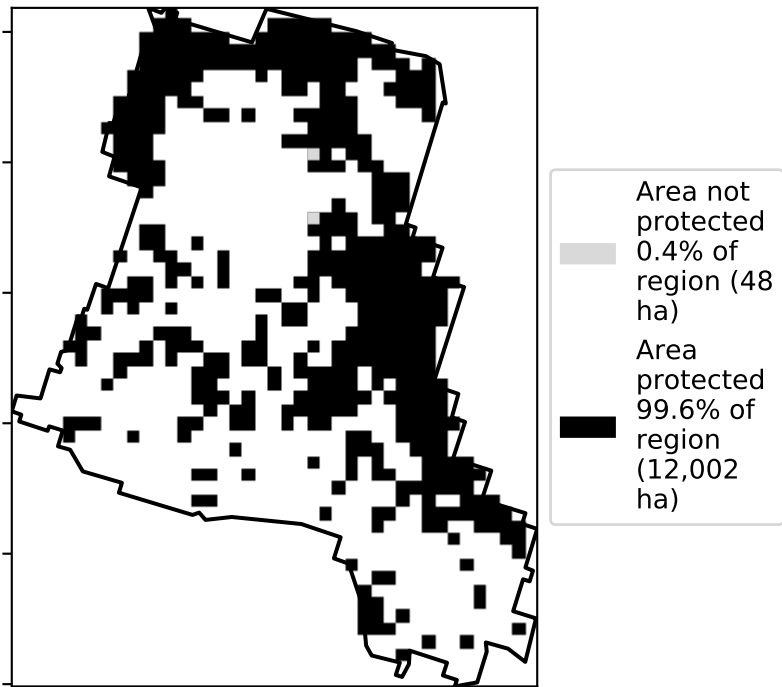 Area not
protected
0.4% of
region (48
ha)
Area
protected
99.6% of
region
(12,002
ha)